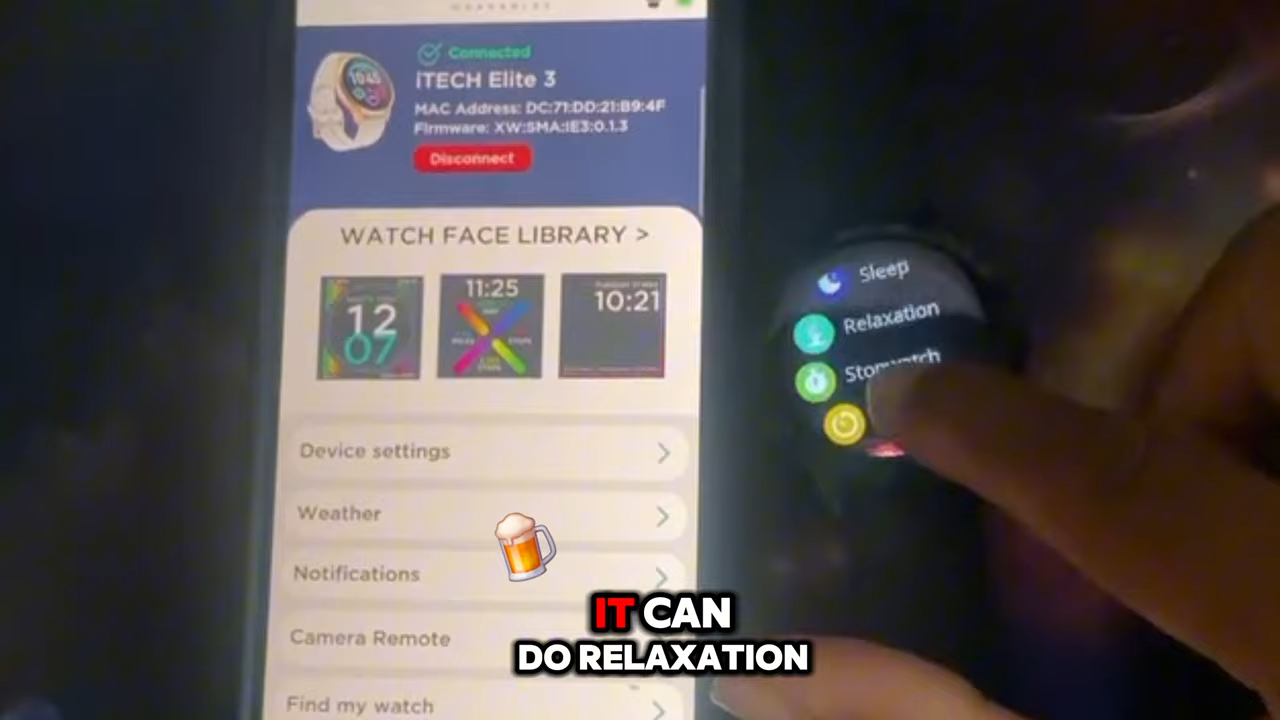 Connected
iTECH Elite 3
MAC Address: DC:71:DD:21:B9:4F
Firmware: XW:SMA:IE3:0.1.3
Disconnect
WATCH FACE LIBRARY >
12
07
11:25
10:21
Device settings
Weather
Notifications
Camera Remote
Find my watch
Sleep
Relaxation
Stopwatch
IT CAN
DO RELAXATION